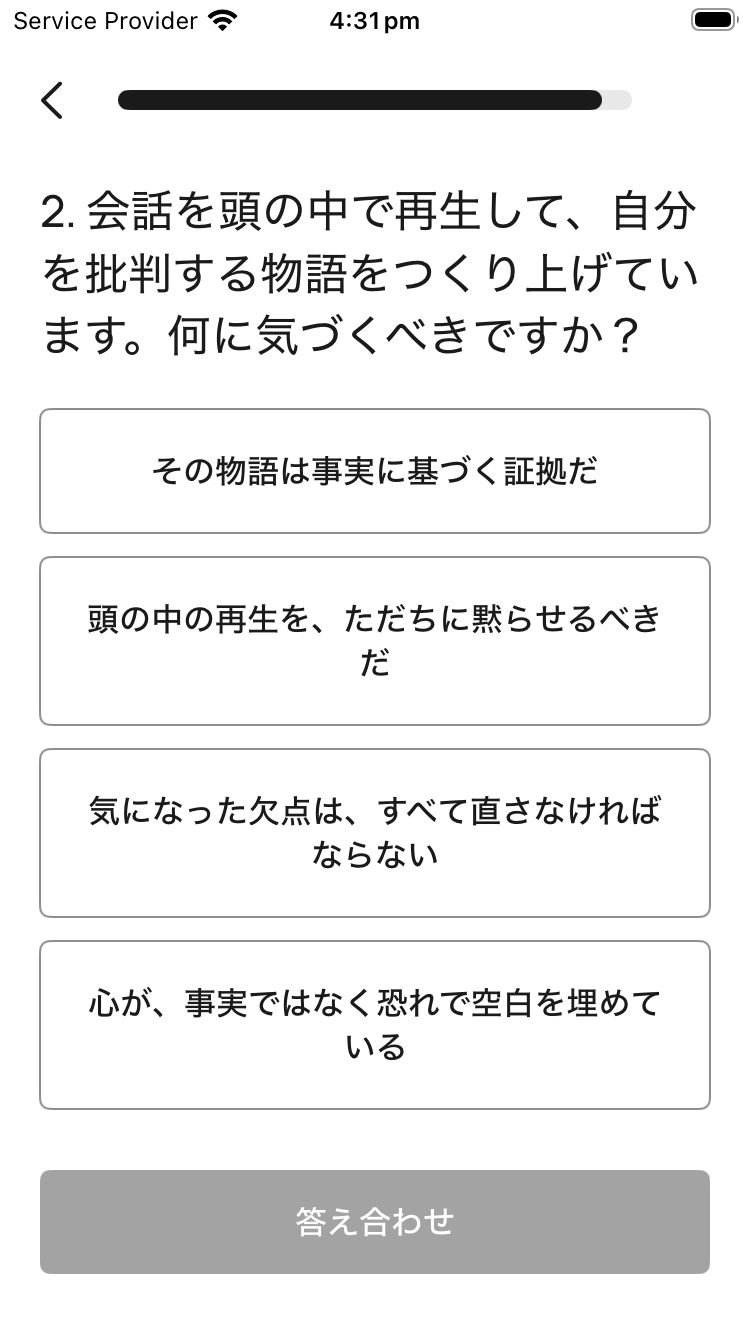 Service Provider 4:31pm
2. 会話を頭の中で再生して、自分
を批判する物語をつくり上げてい
ます。何に気づくべきですか？
その物語は事実に基づく証拠だ
頭の中の再生を、ただちに黙らせるべき
だ
気になった欠点は、すべて直さなければ
ならない
心が、事実ではなく恐れで空白を埋めて
いる
答え合わせ